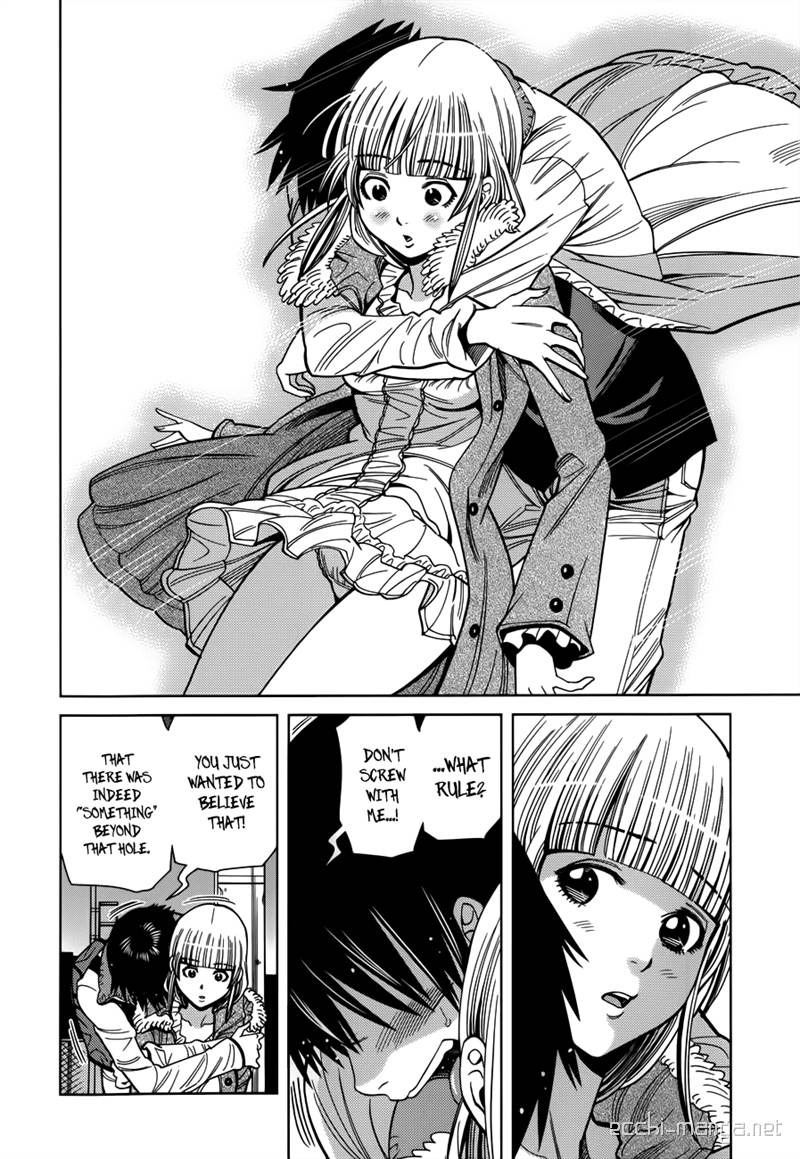 ...WHAT
RULE?
DON'T
SCREW
WITH
ME...!
YOU JUST
WANTED TO
BELIEVE
THAT!
THAT
THERE WAS
INDEED
"SOMETHING"
BEYOND
THAT HOLE.
ecchi-manga.net